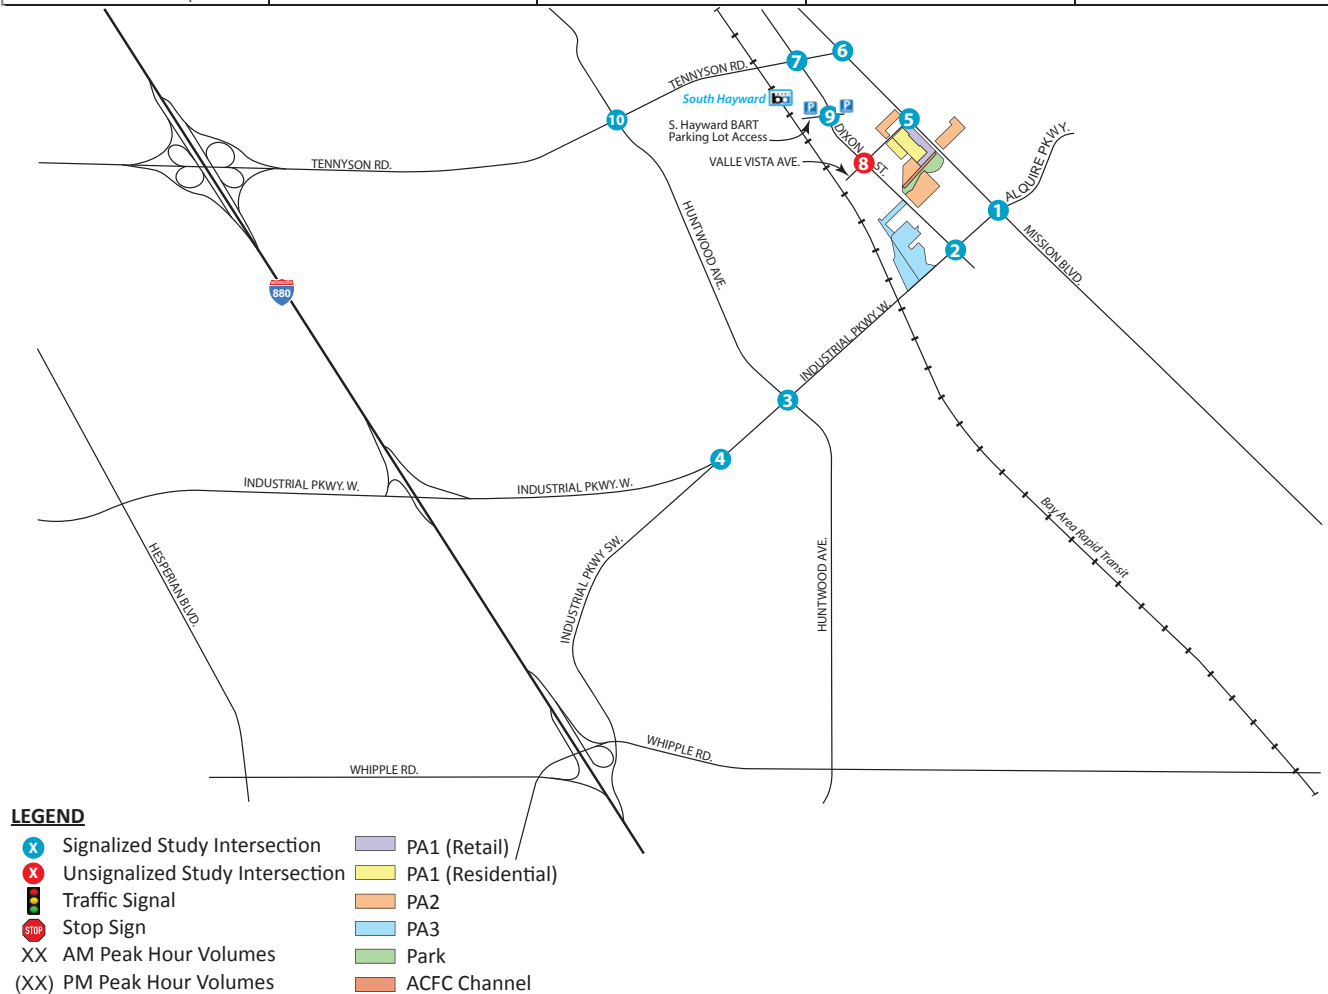 6
7
TENNYSON RD.
South Hayward
P
P
9
5
10
S. Hayward BART
Parking Lot Access
DIXON ST.
ALQUIRE PKWY.
TENNYSON RD.
VALLE VISTA AVE.
8
HUNTWOOD AVE.
1
MISSION BLVD.
2
INTERSTATE
880
INDUSTRIAL PKWY. W.
3
4
INDUSTRIAL PKWY. W.
INDUSTRIAL PKWY. W.
Bay Area Rapid Transit
HESPERIAN BLVD.
INDUSTRIAL PKWY SW.
HUNTWOOD AVE.
WHIPPLE RD.
WHIPPLE RD.
LEGEND
X Signalized Study Intersection
X Unsignalized Study Intersection
Traffic Signal
STOP Stop Sign
XX AM Peak Hour Volumes
(XX) PM Peak Hour Volumes
PA1 (Retail)
PA1 (Residential)
PA2
PA3
Park
ACFC Channel